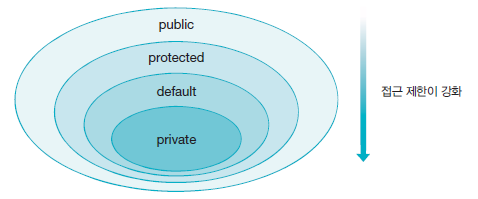 public
protected
default
private
접근 제한이 강화